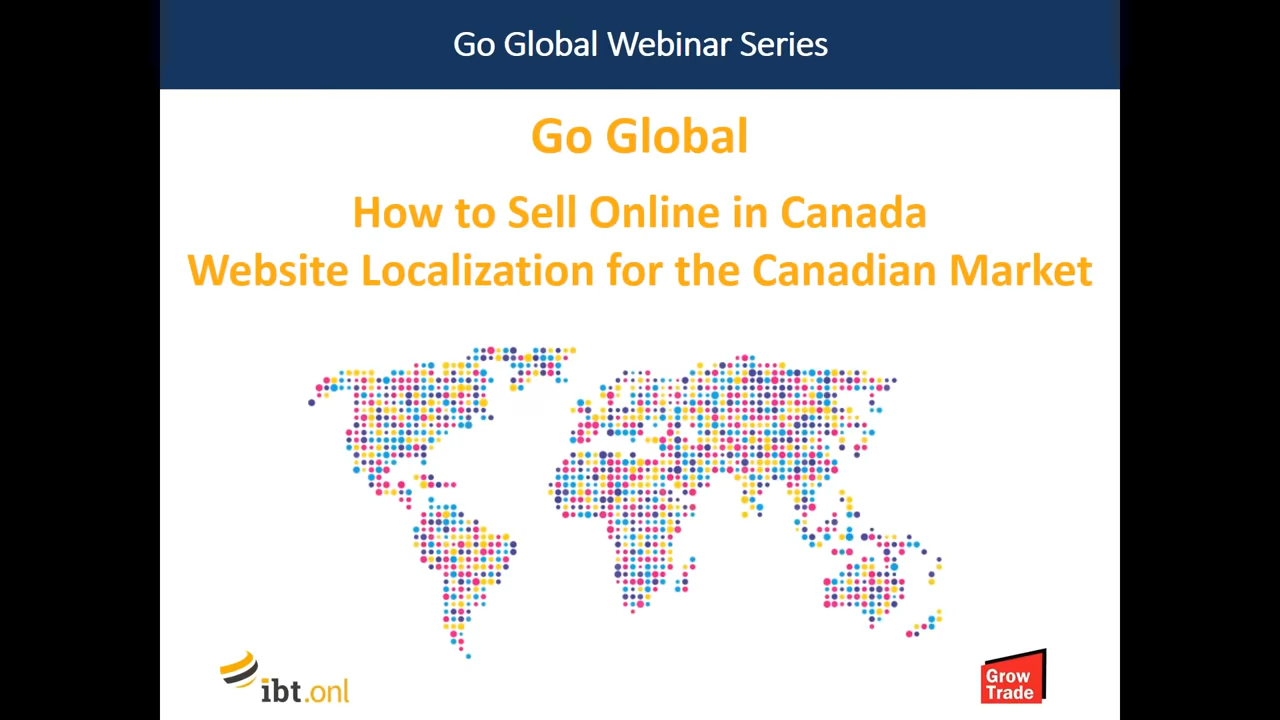 Go Global Webinar Series
Go Global
How to Sell Online in Canada
Website Localization for the Canadian Market
ibt.onl
Grow
Trade